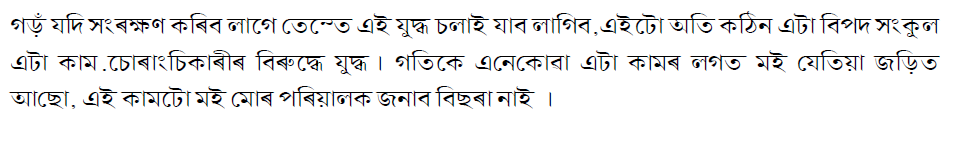 গড়ঁ যদি সংৰক্ষণ কৰিব লাগে তেন্তে এই যুদ্ধ চলাই যাব লাগিব,এইটো অতি কঠিন এটা বিপদ সংকুল
এটা কাম.চোৰাংচিকাৰীৰ বিৰুদ্ধে যুদ্ধ। গতিকে এনেকোৱা এটা কামৰ লগত মই যেতিয়া জড়িত
আছো, এই কামটো মই মোৰ পৰিয়ালক জনাব বিছৰা নাই ।